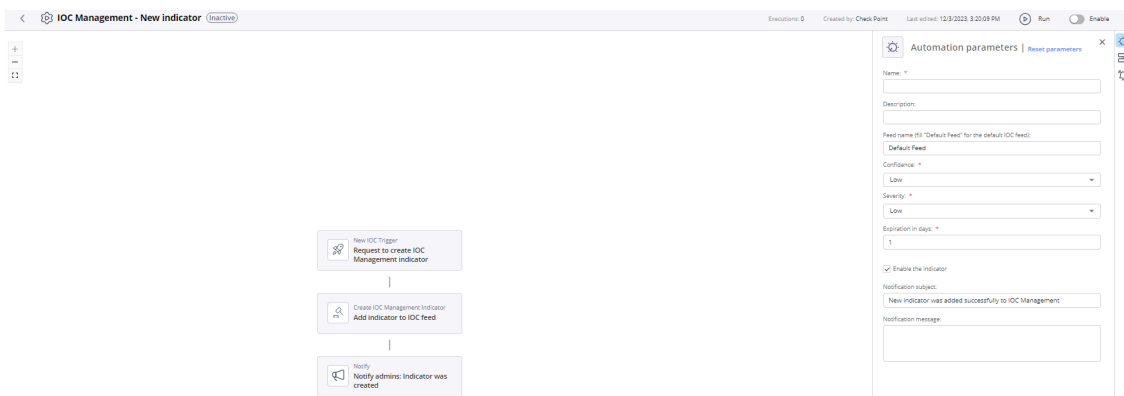 IOC Management - New indicator (Inactive)
Executions: 0 Created by: Check Point Last edited: 12/3/2023, 3:20:09 PM Run Enable
Automation parameters | Reset parameters
Name: *
Description:
Feed name (fill "Default Feed" for the default IOC feed):
Default Feed
Confidence: *
Low
Severity: *
Low
Expiration in days: *
1
Enable the indicator
Notification subject:
New indicator was added successfully to IOC Management
Notification message:
New IOC Trigger
Request to create IOC
Management indicator
Create IOC Management Indicator
Add indicator to IOC feed
Notify
Notify admins: Indicator was
created